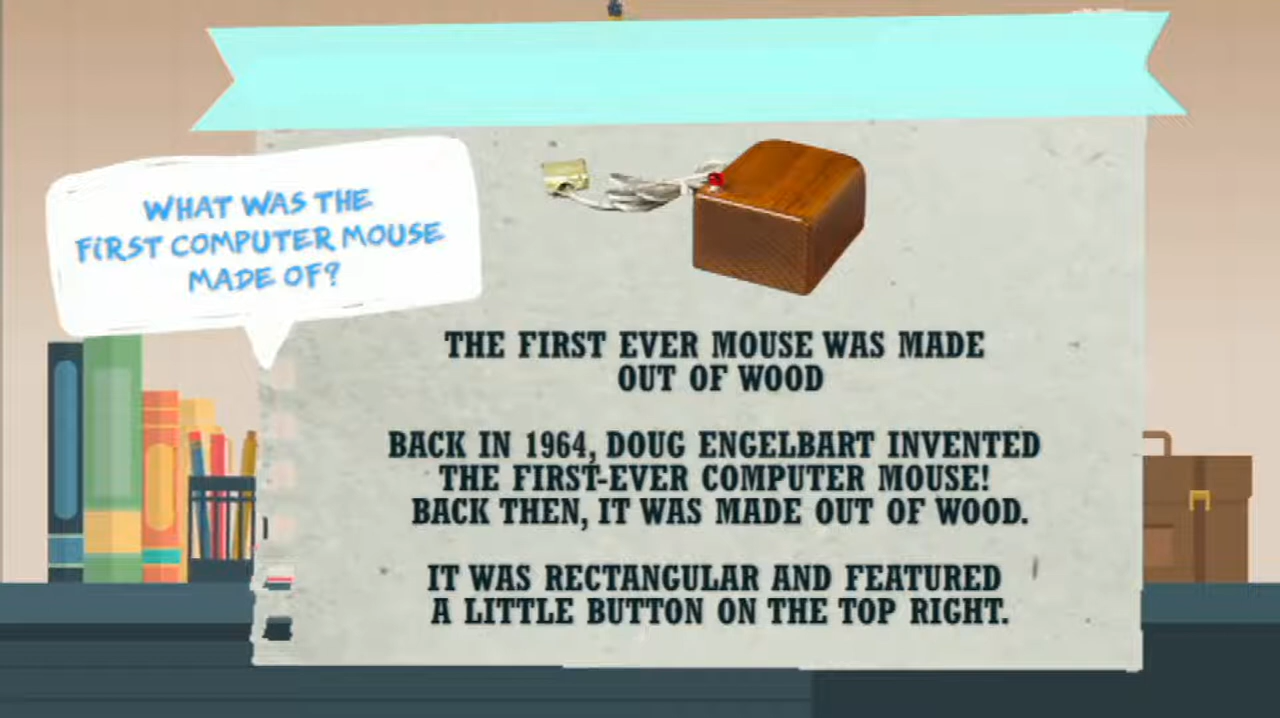 WHAT WAS THE
FIRST COMPUTER MOUSE
MADE OF?
THE FIRST EVER MOUSE WAS MADE
OUT OF WOOD
BACK IN 1964, DOUG ENGELBART INVENTED
THE FIRST-EVER COMPUTER MOUSE!
BACK THEN, IT WAS MADE OUT OF WOOD.
IT WAS RECTANGULAR AND FEATURED
A LITTLE BUTTON ON THE TOP RIGHT.